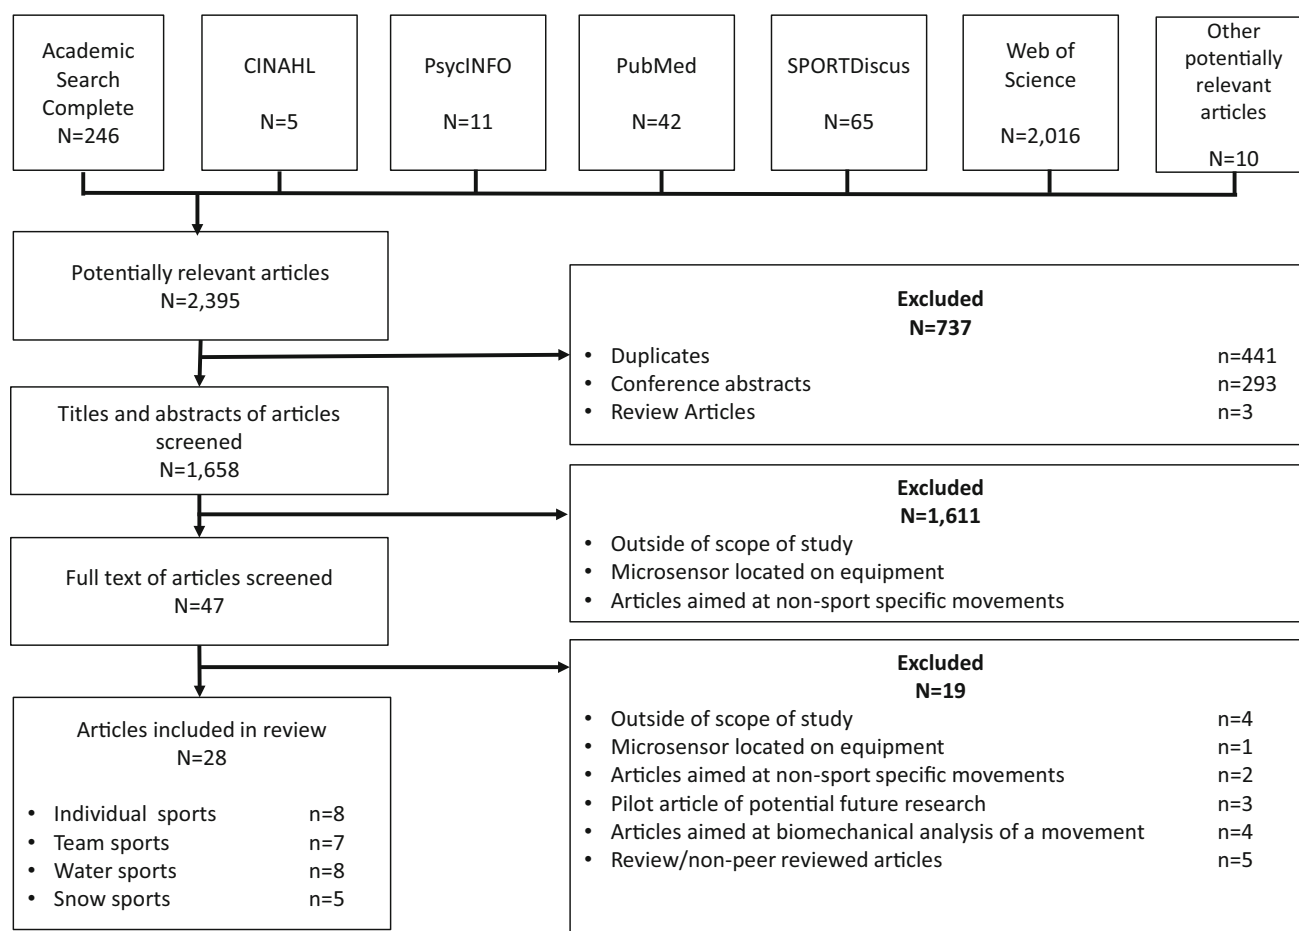 Academic
Search
Complete
N=246
CINAHL
N=5
PsycINFO
N=11
PubMed
N=42
SPORTDiscus
N=65
Web of
Science
N=2,016
Other
potentially
relevant
articles
N=10
Potentially relevant articles
N=2,395
Excluded
N=737
• Duplicates n=441
• Conference abstracts n=293
• Review Articles n=3
Titles and abstracts of articles
screened
N=1,658
Excluded
N=1,611
• Outside of scope of study
• Microsensor located on equipment
• Articles aimed at non-sport specific movements
Full text of articles screened
N=47
Excluded
N=19
• Outside of scope of study n=4
• Microsensor located on equipment n=1
• Articles aimed at non-sport specific movements n=2
• Pilot article of potential future research n=3
• Articles aimed at biomechanical analysis of a movement n=4
• Review/non-peer reviewed articles n=5
Articles included in review
N=28
• Individual sports n=8
• Team sports n=7
• Water sports n=8
• Snow sports n=5